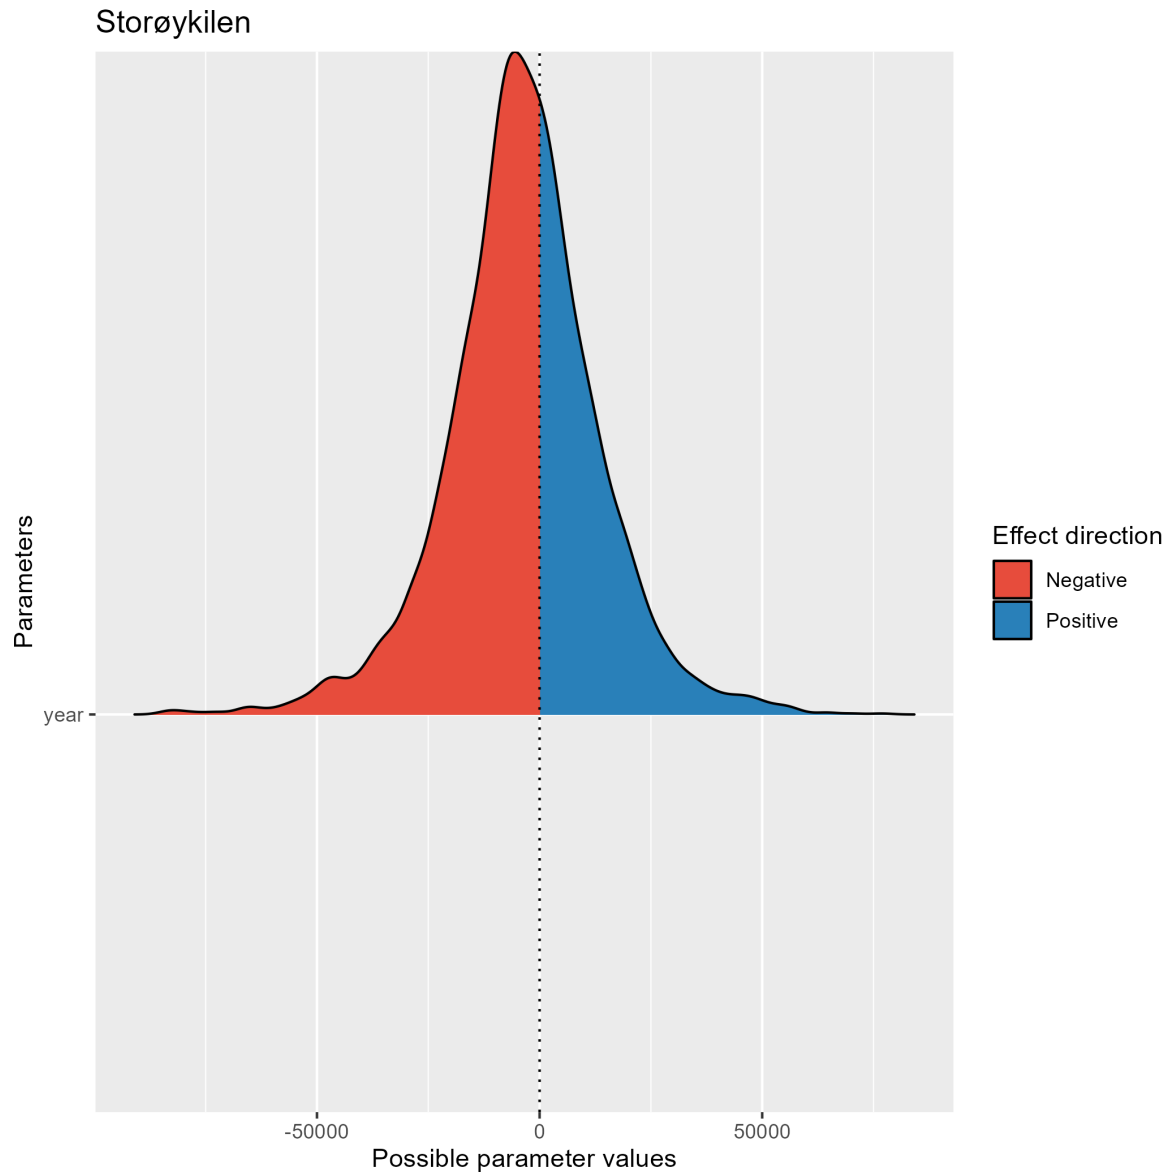 Storøykilen
Parameters
year
-50000
0
50000
Possible parameter values
Effect direction
Negative
Positive